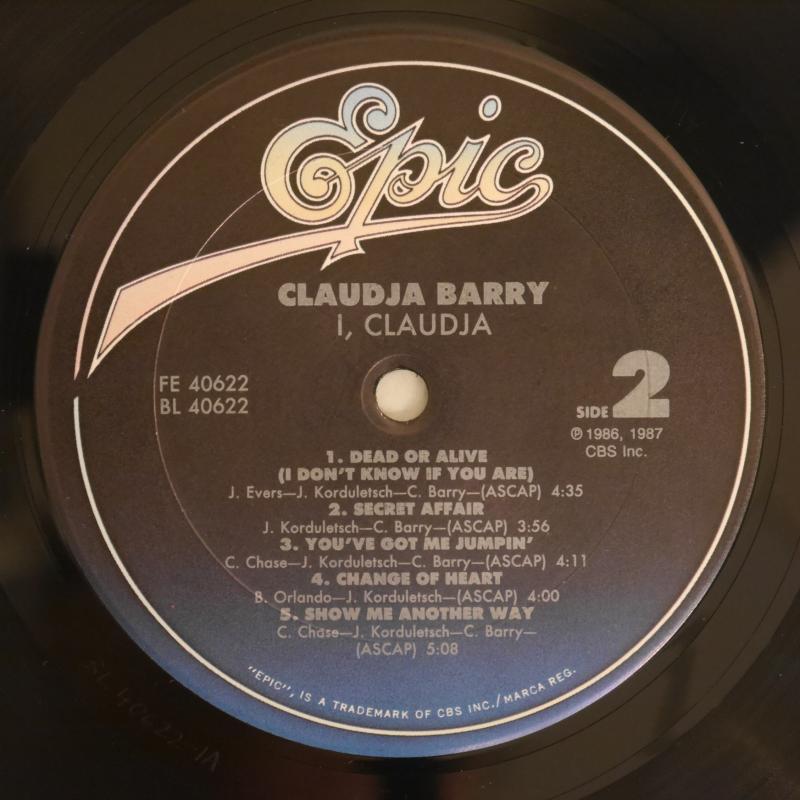 Epic
CLAUDJA BARRY
I, CLAUDJA
FE 40622
BL 40622
SIDE 2
℗ 1986, 1987
CBS Inc.
1. DEAD OR ALIVE
(I DON'T KNOW IF YOU ARE)
J. Evers—J. Korduletsch—C. Barry—(ASCAP) 4:35
2. SECRET AFFAIR
J. Korduletsch—C. Barry—(ASCAP) 3:56
3. YOU'VE GOT ME JUMPIN'
C. Chase—J. Korduletsch—C. Barry—(ASCAP) 4:11
4. CHANGE OF HEART
B. Orlando—J. Korduletsch—(ASCAP) 4:00
5. SHOW ME ANOTHER WAY
C. Chase—J. Korduletsch—C. Barry—
(ASCAP) 5:08
"EPIC", IS A TRADEMARK OF CBS INC./MARCA REG.
BL 40622-1A